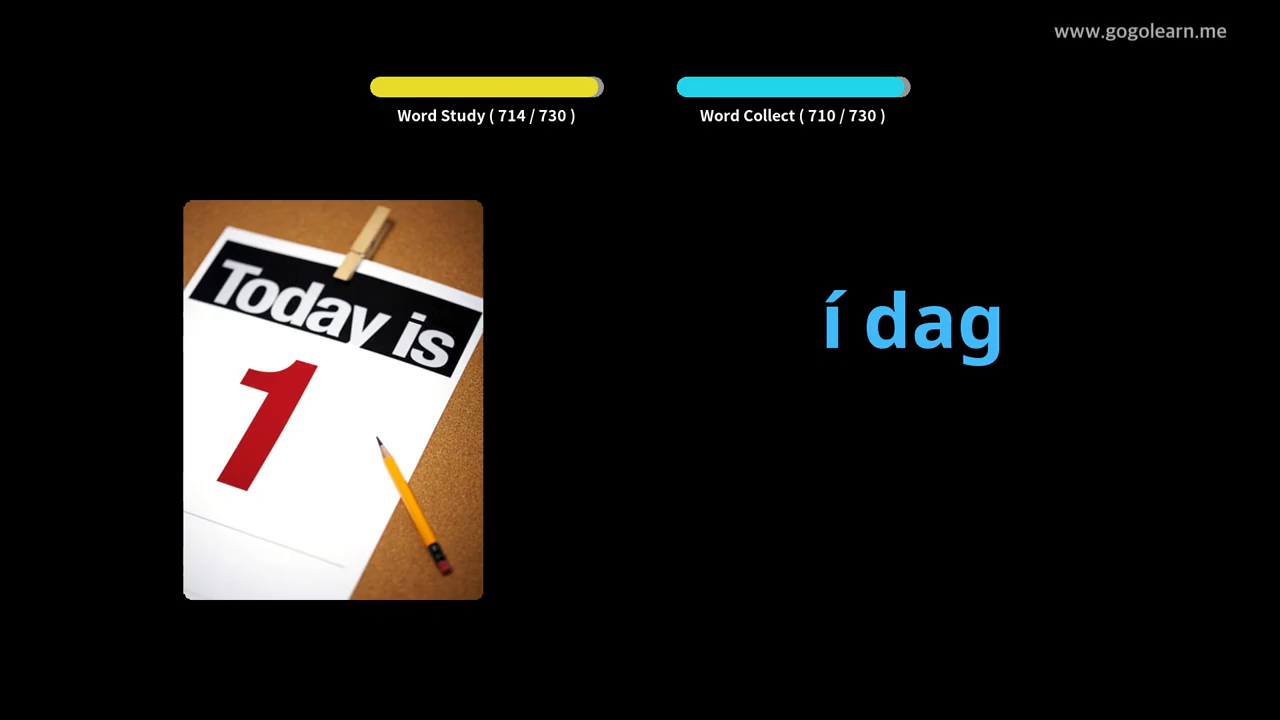 www.gogolearn.me
Word Study ( 714 / 730 )
Word Collect ( 710 / 730 )
Today is
1
í dag